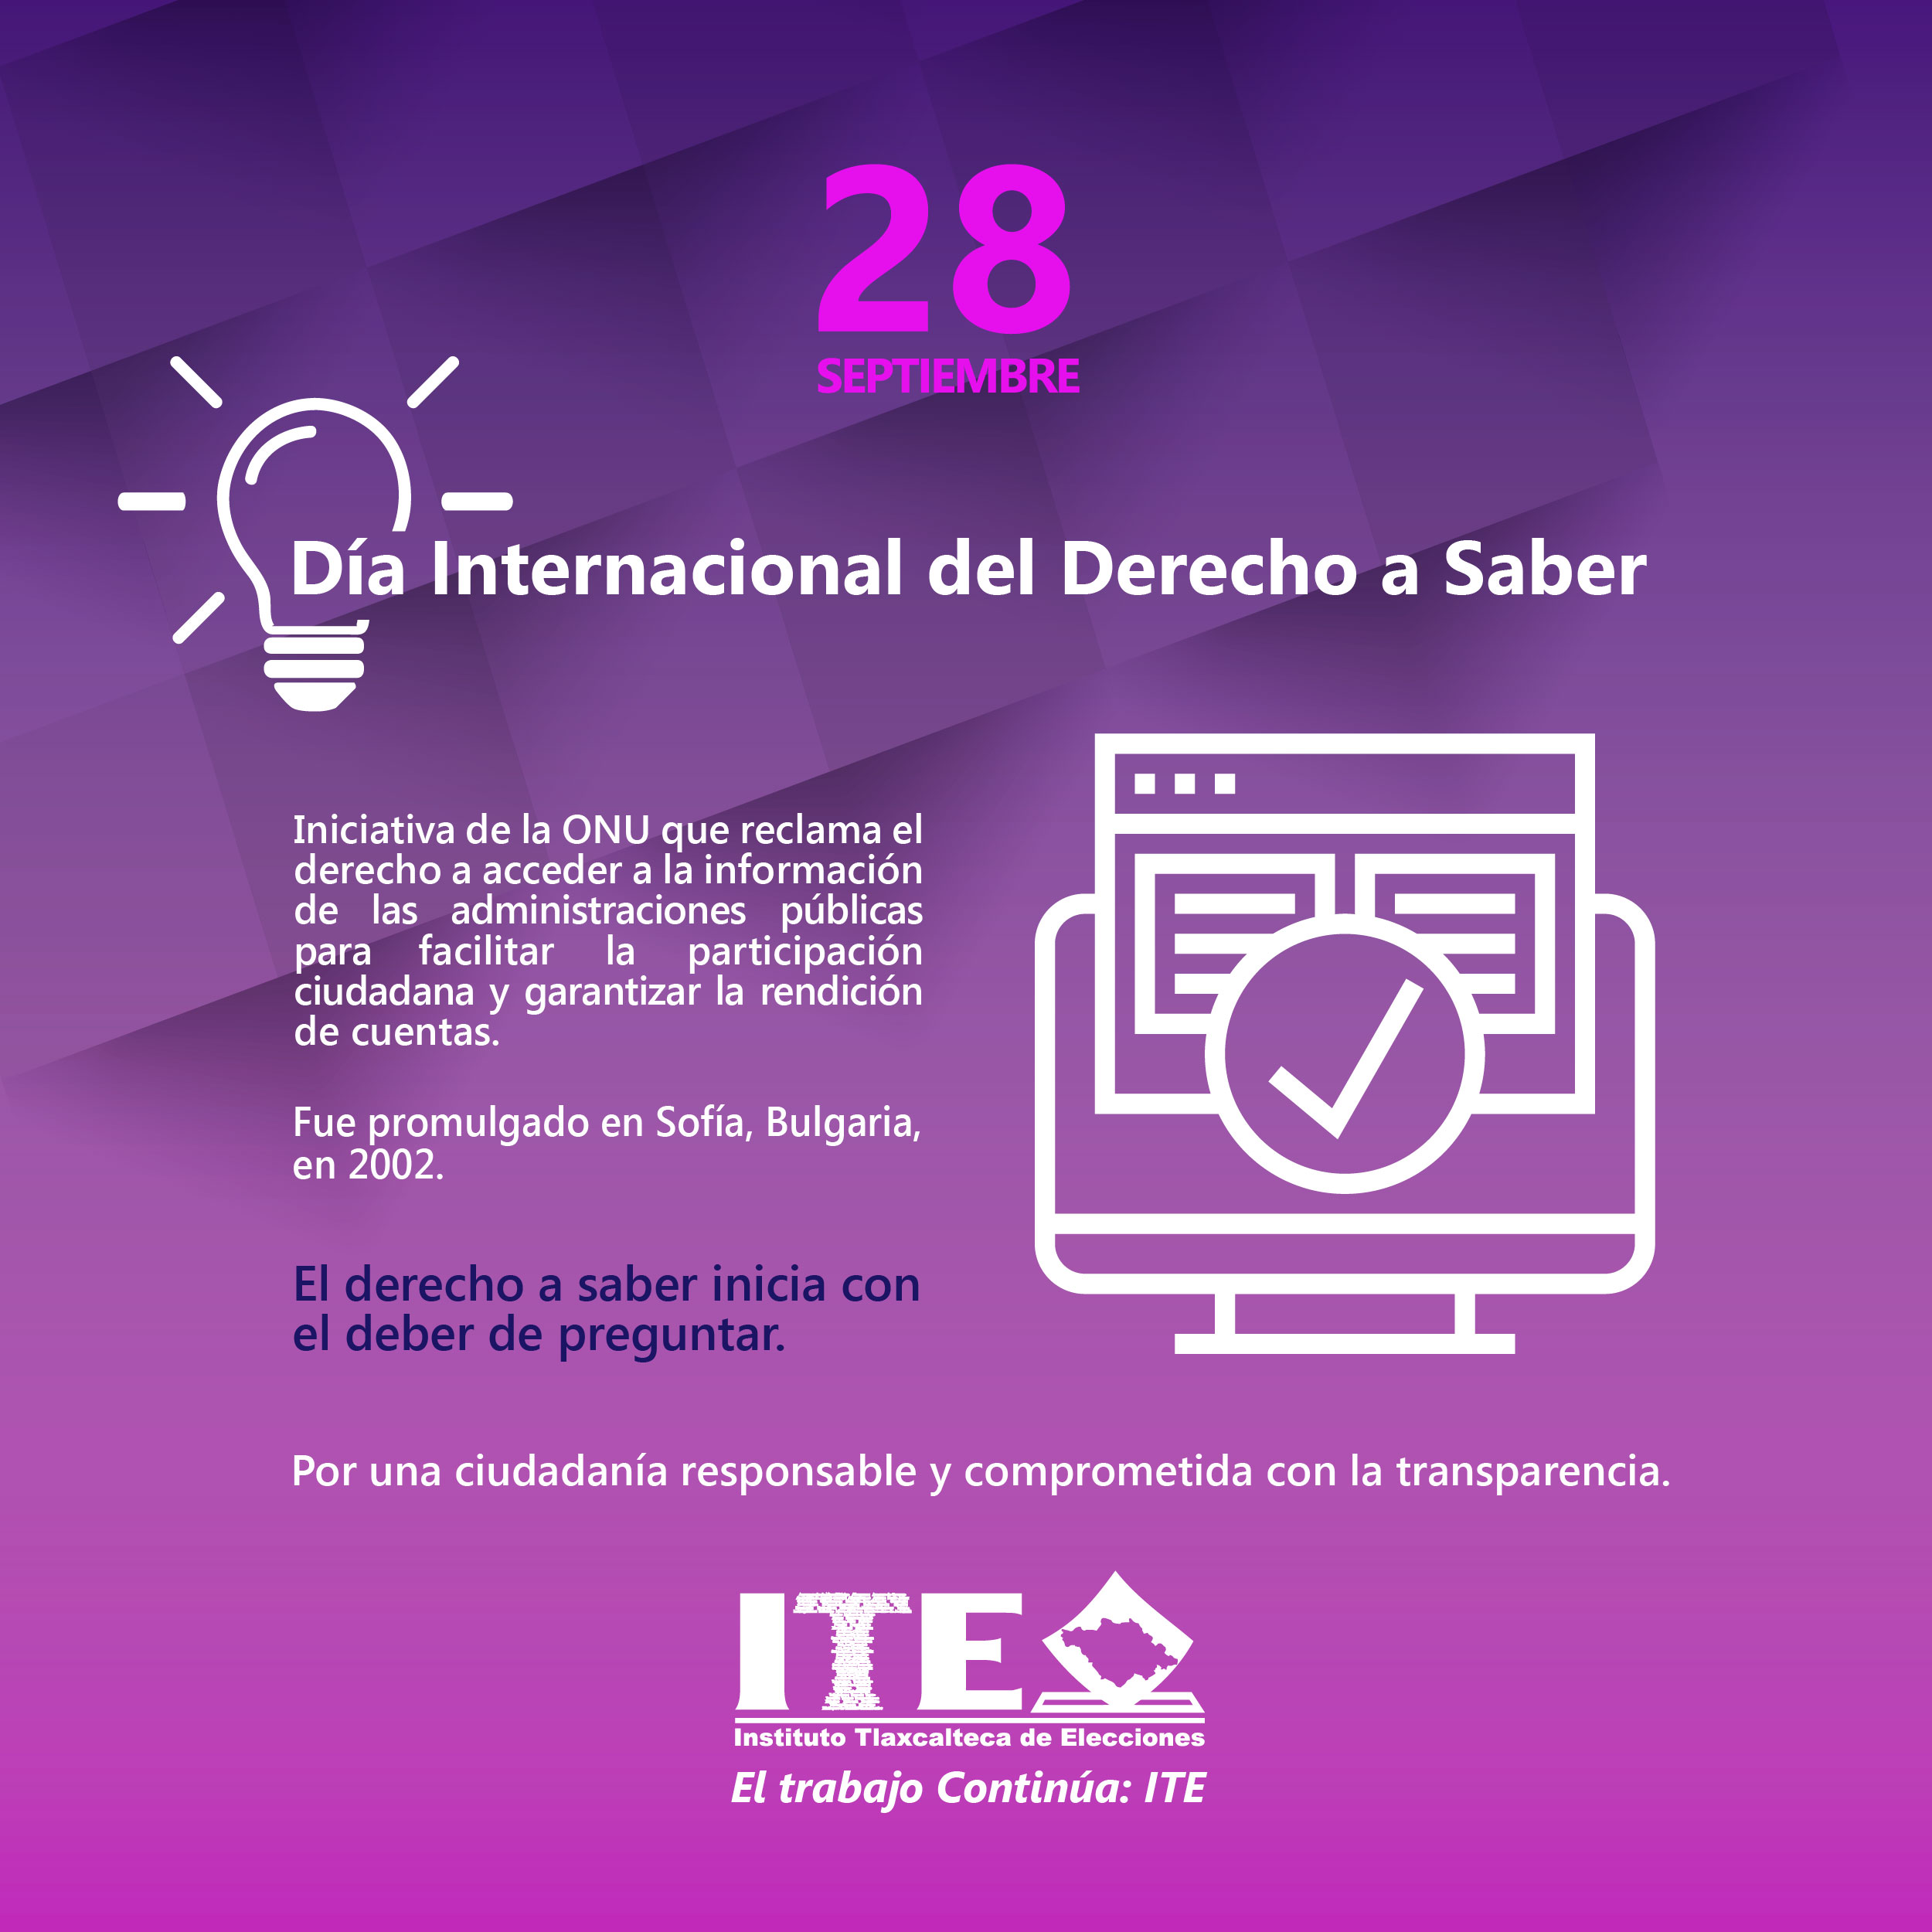 28
SEPTIEMBRE
Día Internacional del Derecho a Saber
Iniciativa de la ONU que reclama el
derecho a acceder a la información
de las administraciones públicas
para facilitar la participación
ciudadana y garantizar la rendición
de cuentas.
Fue promulgado en Sofía, Bulgaria,
en 2002.
El derecho a saber inicia con
el deber de preguntar.
Por una ciudadanía responsable y comprometida con la transparencia.
ITE
Instituto Tlaxcalteca de Elecciones
El trabajo Continúa: ITE